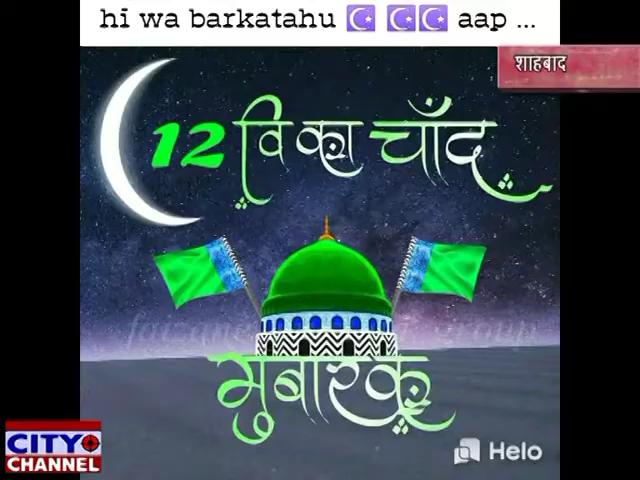 hi wa barkatahu ☪ ☪☪ aap ...
शाहबाद
12 वि का चाँद
मुबारक
CITY
CHANNEL
Helo